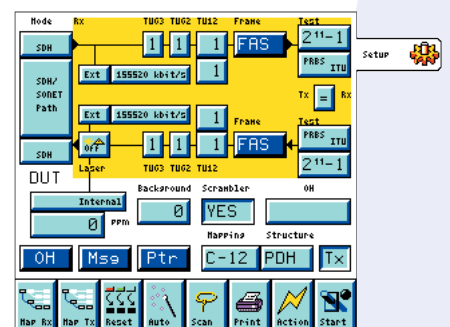 Mode Rx TUG3 TUG2 TU12 Frame Test
SDH 1 1 1 FAS 2¹¹-1
PRBS ITU
Setup
Ext 155520 kbit/s 1
SDH/
SONET
Path
Tx = Rx
Ext 155520 kbit/s 1 Frame Test
PRBS ITU
SDH OFF 1 1 1 FAS 2¹¹-1
Laser TUG3 TUG2 TU12
DUT
Background Scrambler OH
Internal
0 ppm 0 YES
Mapping Structure
OH Msg Ptr C-12 PDH Tx
Map Rx Map Tx Reset Auto Scan Print Action Start